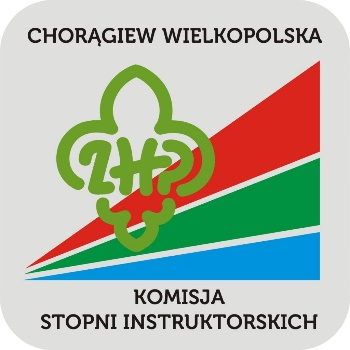 CHORĄGIEW WIELKOPOLSKA
ZHP
KOMISJA
STOPNI INSTRUKTORSKICH